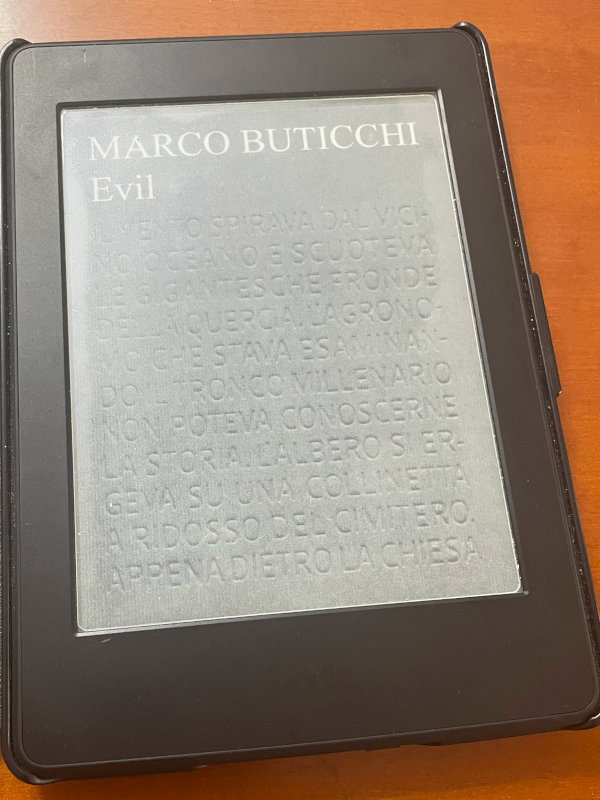 MARCO BUTICCHI
Evil
IL VENTO SPIRAVA DAL VICI-
NO OCEANO E SCUOTEVA
LE GIGANTESCHE FRONDE
DELLA QUERCIA. L'AGRONO-
MO CHE STAVA ESAMINAN-
DO IL TRONCO MILLENARIO
NON POTEVA CONOSCERNE
LA STORIA. L'ALBERO SI ER-
GEVA SU UNA COLLINETTA
A RIDOSSO DEL CIMITERO,
APPENA DIETRO LA CHIESA
kindle